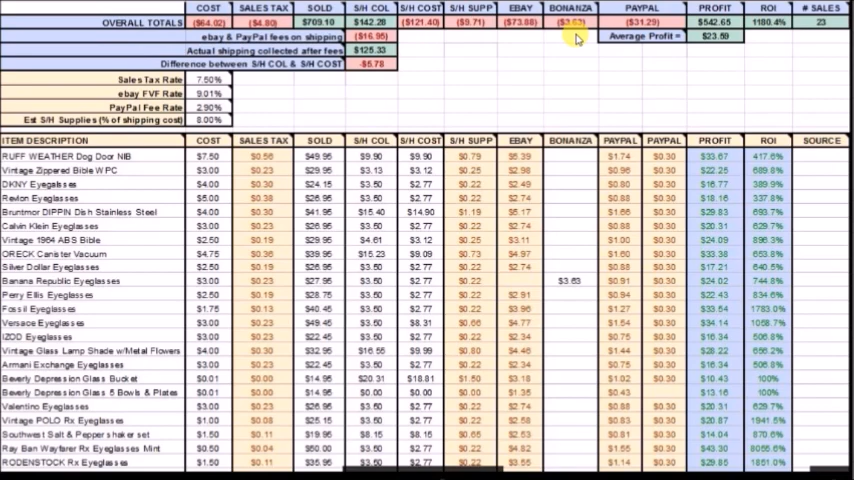 COST SALES TAX SOLD S/H COL S/H COST S/H SUPP EBAY BONANZA PAYPAL PROFIT ROI # SALES
OVERALL TOTALS ($64.02) ($4.80) $709.10 $142.28 ($121.40) ($9.71) ($73.88) ($3.63) ($31.29) $542.65 1180.4% 23
ebay & PayPal fees on shipping ($16.95) Average Profit = $23.59
Actual shipping collected after fees $125.33
Difference between S/H COL & S/H COST -$5.78
Sales Tax Rate 7.50%
ebay FVF Rate 9.01%
PayPal Fee Rate 2.90%
Est S/H Supplies (% of shipping cost) 8.00%
ITEM DESCRIPTION COST SALES TAX SOLD S/H COL S/H COST S/H SUPP EBAY BONANZA PAYPAL PAYPAL PROFIT ROI SOURCE
RUFF WEATHER Dog Door NIB $7.50 $0.56 $49.95 $9.90 $9.90 $0.79 $5.39 $1.74 $0.30 $33.67 417.6%
Vintage Zippered Bible WPC $3.00 $0.23 $29.95 $3.13 $3.12 $0.25 $2.98 $0.96 $0.30 $22.25 689.8%
DKNY Eyegalsses $4.00 $0.30 $24.15 $3.50 $2.77 $0.22 $2.49 $0.80 $0.30 $16.77 389.9%
Revlon Eyeglasses $5.00 $0.38 $26.95 $3.50 $2.77 $0.22 $2.74 $0.88 $0.30 $18.16 337.8%
Bruntmor DIPPIN Dish Stainless Steel $4.00 $0.30 $41.95 $15.40 $14.90 $1.19 $5.17 $1.66 $0.30 $29.83 693.7%
Calvin Klein Eyeglasses $3.00 $0.23 $26.95 $3.50 $2.77 $0.22 $2.74 $0.88 $0.30 $20.31 629.7%
Vintage 1964 ABS Bible $2.50 $0.19 $29.95 $4.61 $3.12 $0.25 $3.11 $1.00 $0.30 $24.09 896.3%
ORECK Canister Vacuum $4.75 $0.36 $39.95 $15.23 $9.09 $0.73 $4.97 $1.60 $0.30 $33.38 653.8%
Silver Dollar Eyeglasses $2.50 $0.19 $26.95 $3.50 $2.77 $0.22 $2.74 $0.88 $0.30 $17.21 640.5%
Banana Republic Eyeglasses $3.00 $0.23 $27.95 $3.50 $2.77 $0.22 $3.63 $0.91 $0.30 $24.02 744.8%
Perry Ellis Eyeglasses $2.50 $0.19 $28.75 $3.50 $2.77 $0.22 $2.91 $0.94 $0.30 $22.43 834.6%
Fossil Eyeglasses $1.75 $0.13 $40.45 $3.50 $2.77 $0.22 $3.96 $1.27 $0.30 $33.54 1783.0%
Versace Eyeglasses $3.00 $0.23 $49.45 $3.50 $8.31 $0.66 $4.77 $1.54 $0.30 $34.14 1058.7%
IZOD Eyeglasses $3.00 $0.23 $22.45 $3.50 $2.77 $0.22 $2.34 $0.75 $0.30 $16.34 506.8%
Vintage Glass Lamp Shade w/Metal Flowers $4.00 $0.30 $32.95 $16.55 $9.99 $0.80 $4.46 $1.44 $0.30 $28.22 656.2%
Armani Exchange Eyeglasses $3.00 $0.23 $22.45 $3.50 $2.77 $0.22 $2.34 $0.75 $0.30 $16.34 506.8%
Beverly Depression Glass Bucket $0.01 $0.00 $14.95 $20.31 $18.81 $1.50 $3.18 $1.02 $0.30 $10.43 100%
Beverly Depression Glass 5 Bowls & Plates $0.01 $0.00 $14.95 $0.00 $0.00 $0.00 $1.35 $0.43 $13.16 100%
Valentino Eyeglasses $3.00 $0.23 $26.95 $3.50 $2.77 $0.22 $2.74 $0.88 $0.30 $20.31 629.7%
Vintage POLO Rx Eyeglasses $1.00 $0.08 $25.15 $3.50 $2.77 $0.22 $2.58 $0.83 $0.30 $20.87 1941.5%
Southwest Salt & Pepper shaker set $1.50 $0.11 $19.95 $8.15 $8.15 $0.65 $2.53 $0.81 $0.30 $14.04 870.6%
Ray Ban Wayfarer Rx Eyeglasses Mint $0.50 $0.04 $50.00 $3.50 $2.77 $0.22 $4.82 $1.55 $0.30 $43.30 8055.6%
RODENSTOCK Rx Eyeglasses $1.50 $0.11 $35.95 $3.50 $2.77 $0.22 $3.55 $1.14 $0.30 $29.85 1851.0%